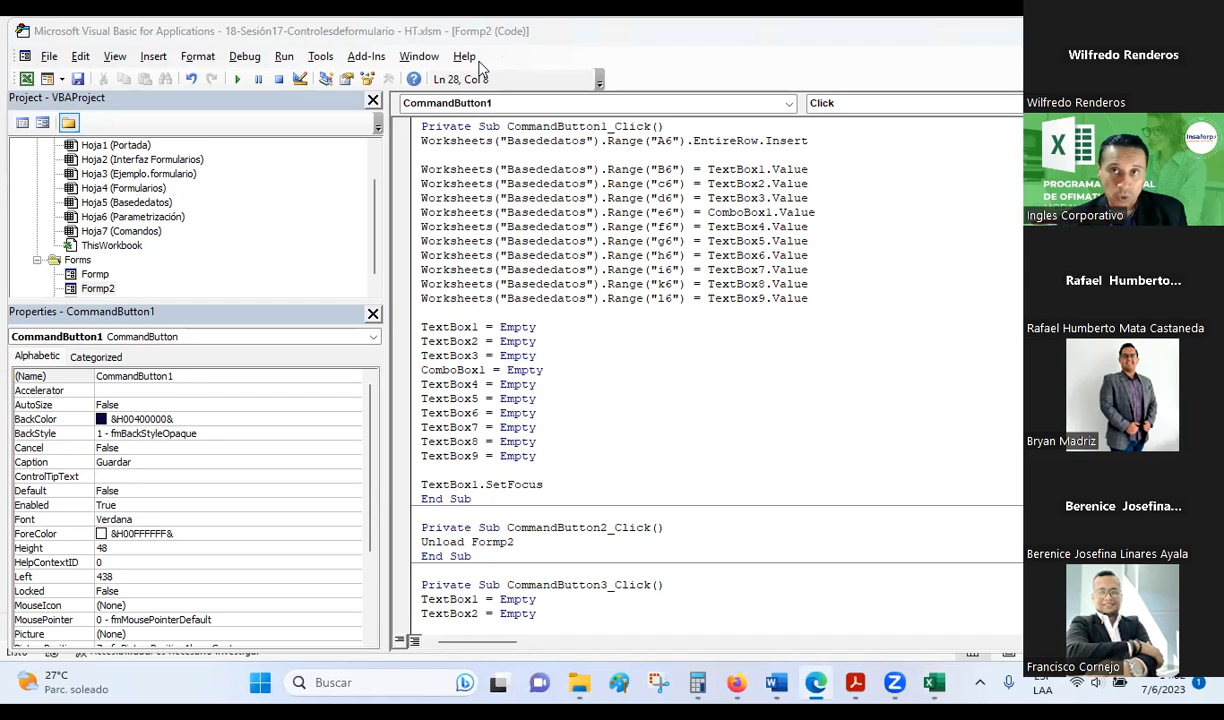 Microsoft Visual Basic for Applications - 18-Sesión17-Controlesdeformulario - HT.xlsm - [Formp2 (Code)]
File Edit View Insert Format Debug Run Tools Add-Ins Window Help
Ln 28, Col 8
Project - VBAProject
Hoja1 (Portada)
Hoja2 (Interfaz Formularios)
Hoja3 (Ejemplo.formulario)
Hoja4 (Formularios)
Hoja5 (Basededatos)
Hoja6 (Parametrización)
Hoja7 (Comandos)
ThisWorkbook
Forms
Formp
Formp2
Properties - CommandButton1
CommandButton1 CommandButton
Alphabetic Categorized
(Name) CommandButton1
Accelerator
AutoSize False
BackColor &H00400000&
BackStyle 1 - fmBackStyleOpaque
Cancel False
Caption Guardar
ControlTipText
Default False
Enabled True
Font Verdana
ForeColor &H00FFFFFF&
Height 48
HelpContextID 0
Left 438
Locked False
MouseIcon (None)
MousePointer 0 - fmMousePointerDefault
Picture (None)
CommandButton1 Click
Private Sub CommandButton1_Click()
Worksheets("Basededatos").Range("A6").EntireRow.Insert
Worksheets("Basededatos").Range("B6") = TextBox1.Value
Worksheets("Basededatos").Range("c6") = TextBox2.Value
Worksheets("Basededatos").Range("d6") = TextBox3.Value
Worksheets("Basededatos").Range("e6") = ComboBox1.Value
Worksheets("Basededatos").Range("f6") = TextBox4.Value
Worksheets("Basededatos").Range("g6") = TextBox5.Value
Worksheets("Basededatos").Range("h6") = TextBox6.Value
Worksheets("Basededatos").Range("i6") = TextBox7.Value
Worksheets("Basededatos").Range("k6") = TextBox8.Value
Worksheets("Basededatos").Range("l6") = TextBox9.Value
TextBox1 = Empty
TextBox2 = Empty
TextBox3 = Empty
ComboBox1 = Empty
TextBox4 = Empty
TextBox5 = Empty
TextBox6 = Empty
TextBox7 = Empty
TextBox8 = Empty
TextBox9 = Empty
TextBox1.SetFocus
End Sub
Private Sub CommandButton2_Click()
Unload Formp2
End Sub
Private Sub CommandButton3_Click()
TextBox1 = Empty
TextBox2 = Empty
Wilfredo Renderos
Wilfredo Renderos
insaforp
PROGRAMA
DE OFIMATI
Ingles Corporativo
Rafael Humberto...
Rafael Humberto Mata Castaneda
Bryan Madriz
Berenice Josefina...
Berenice Josefina Linares Ayala
Francisco Cornejo
27°C
Parc. soleado
Buscar
LAA
7/6/2023
1